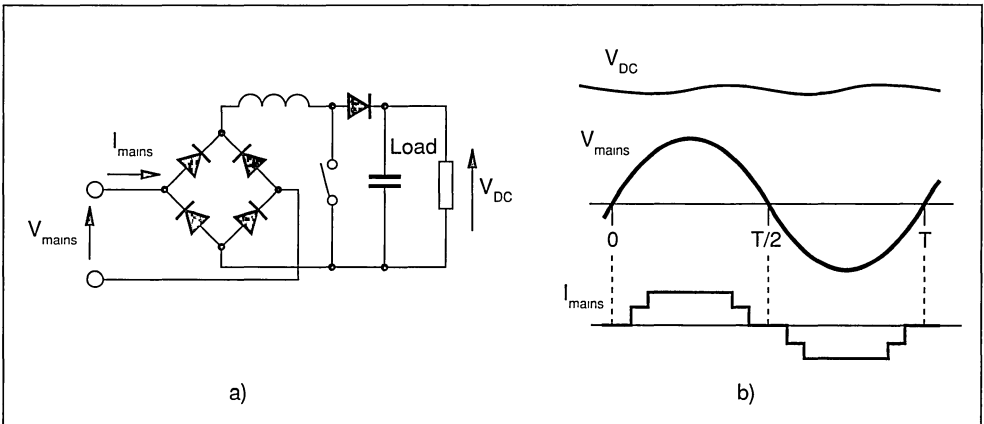 I mains
V mains
Load
V DC
a)
V DC
V mains
0
T/2
T
I mains
b)